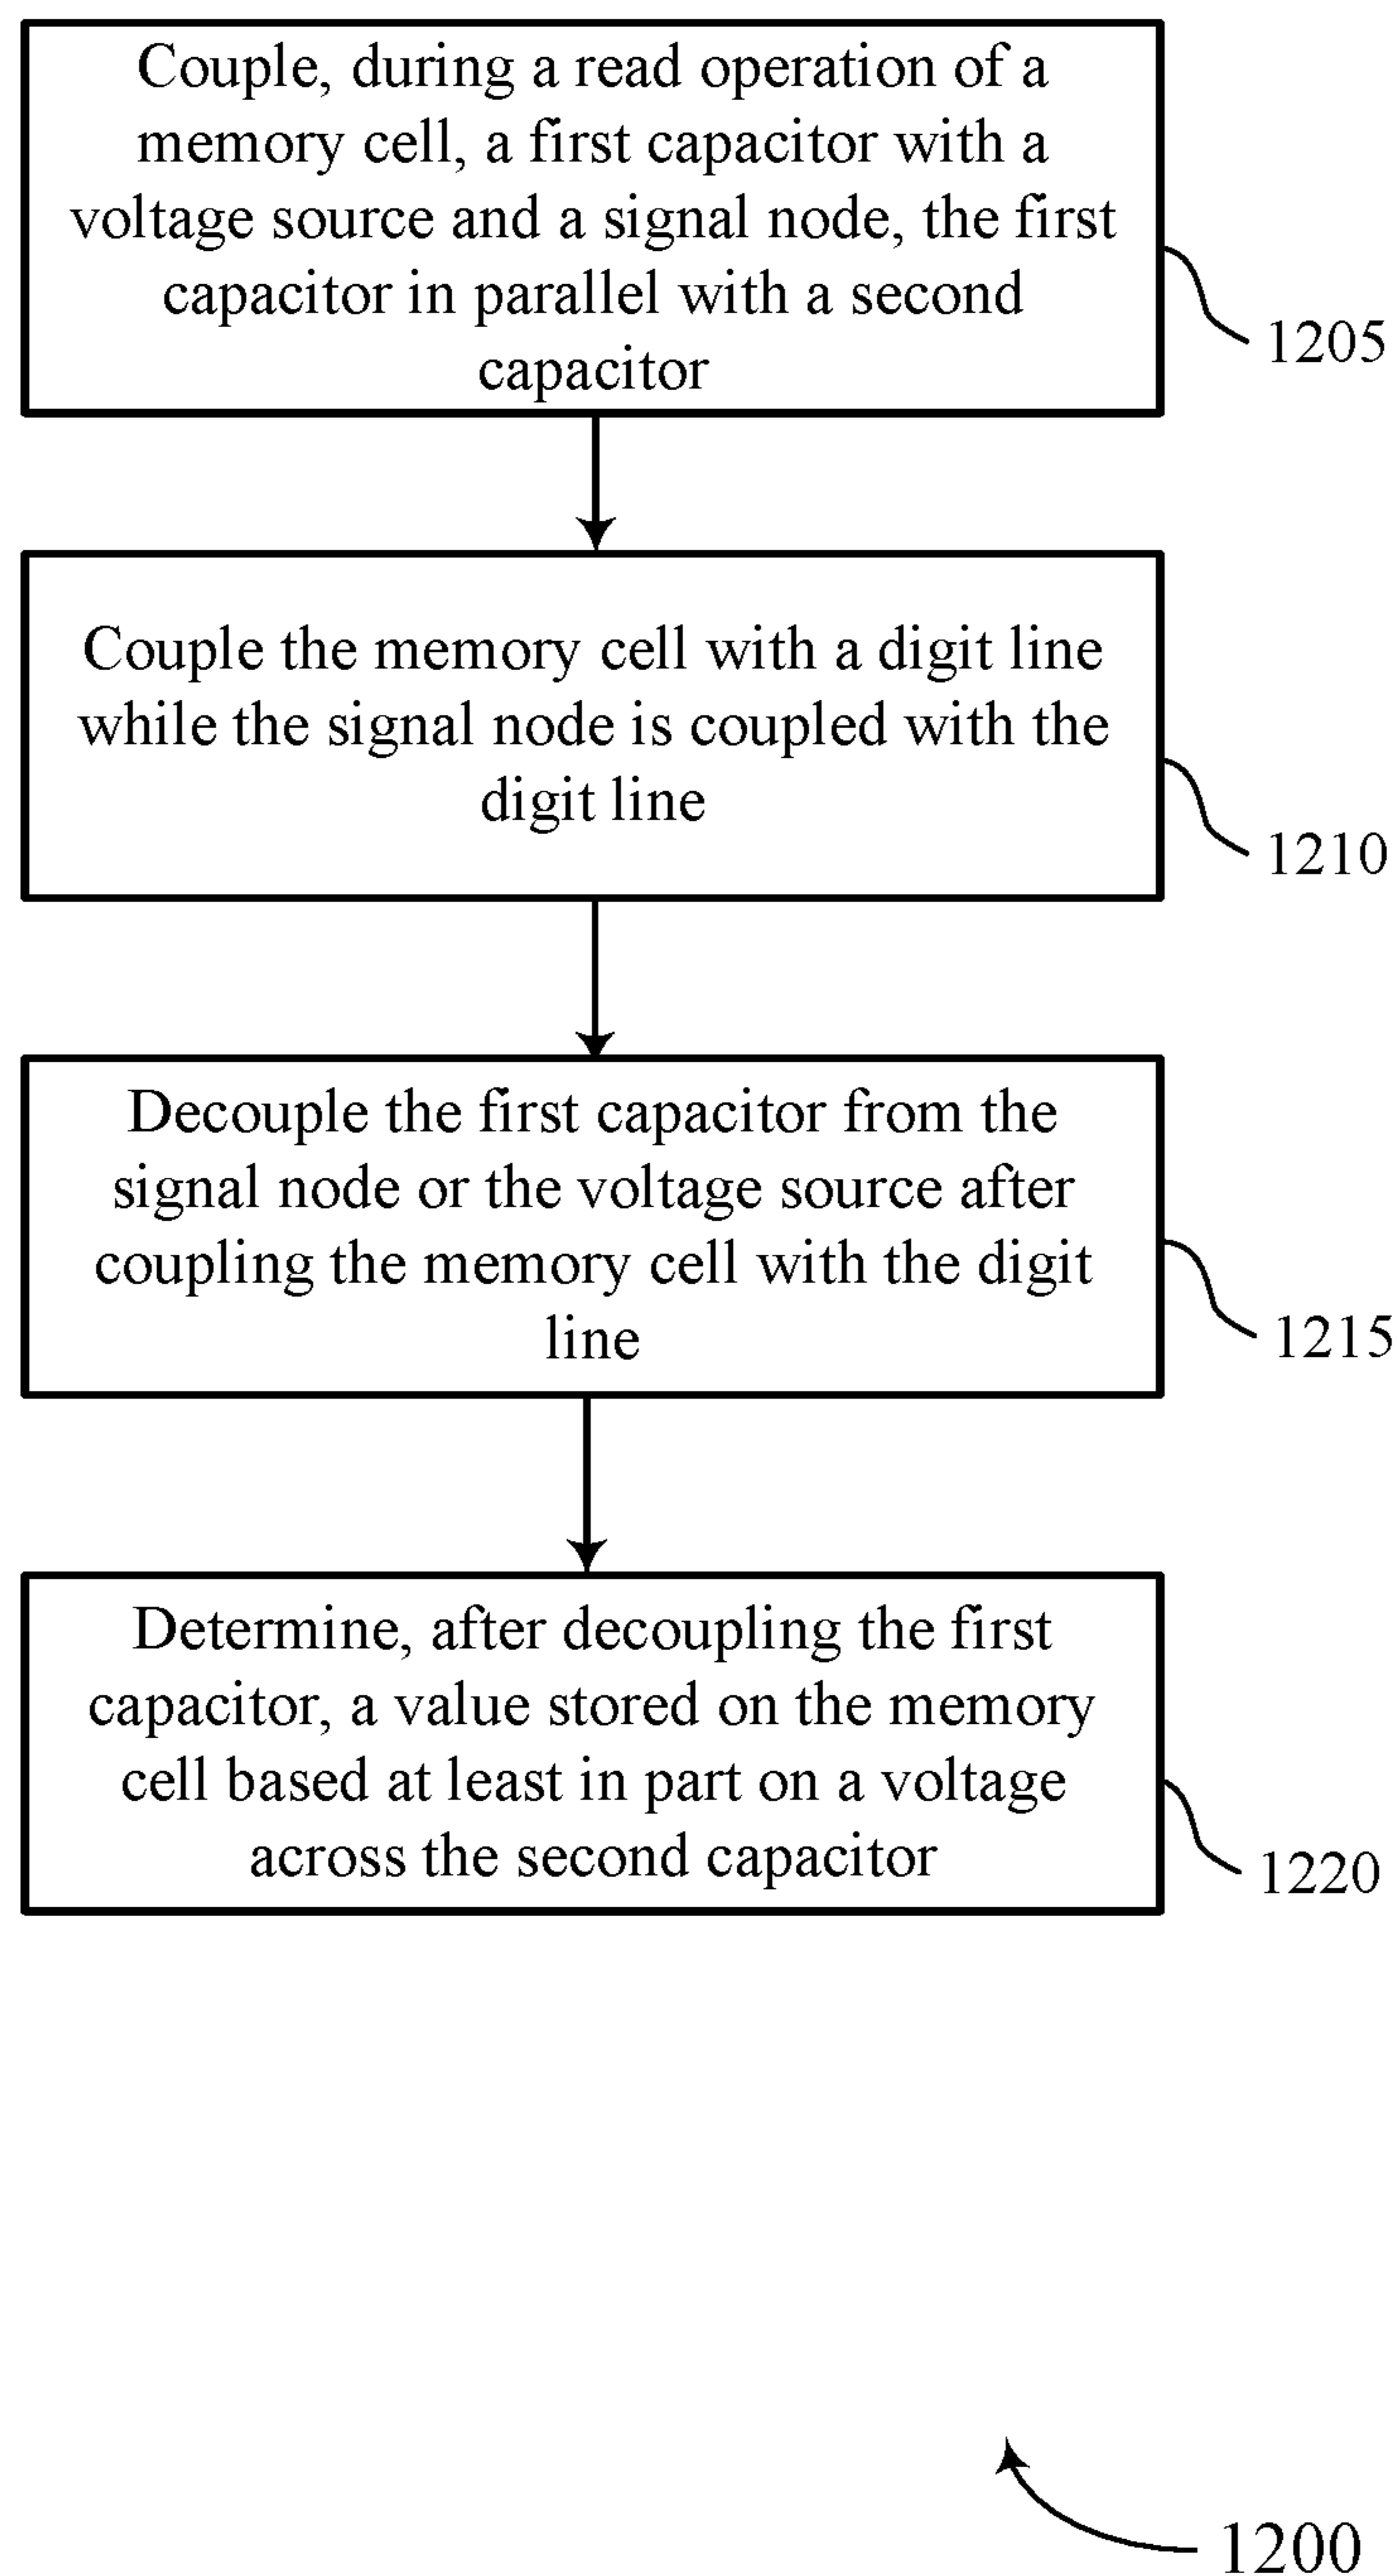 Couple, during a read operation of a
memory cell, a first capacitor with a
voltage source and a signal node, the first
capacitor in parallel with a second
capacitor
1205
Couple the memory cell with a digit line
while the signal node is coupled with the
digit line
1210
Decouple the first capacitor from the
signal node or the voltage source after
coupling the memory cell with the digit
line
1215
Determine, after decoupling the first
capacitor, a value stored on the memory
cell based at least in part on a voltage
across the second capacitor
1220
1200